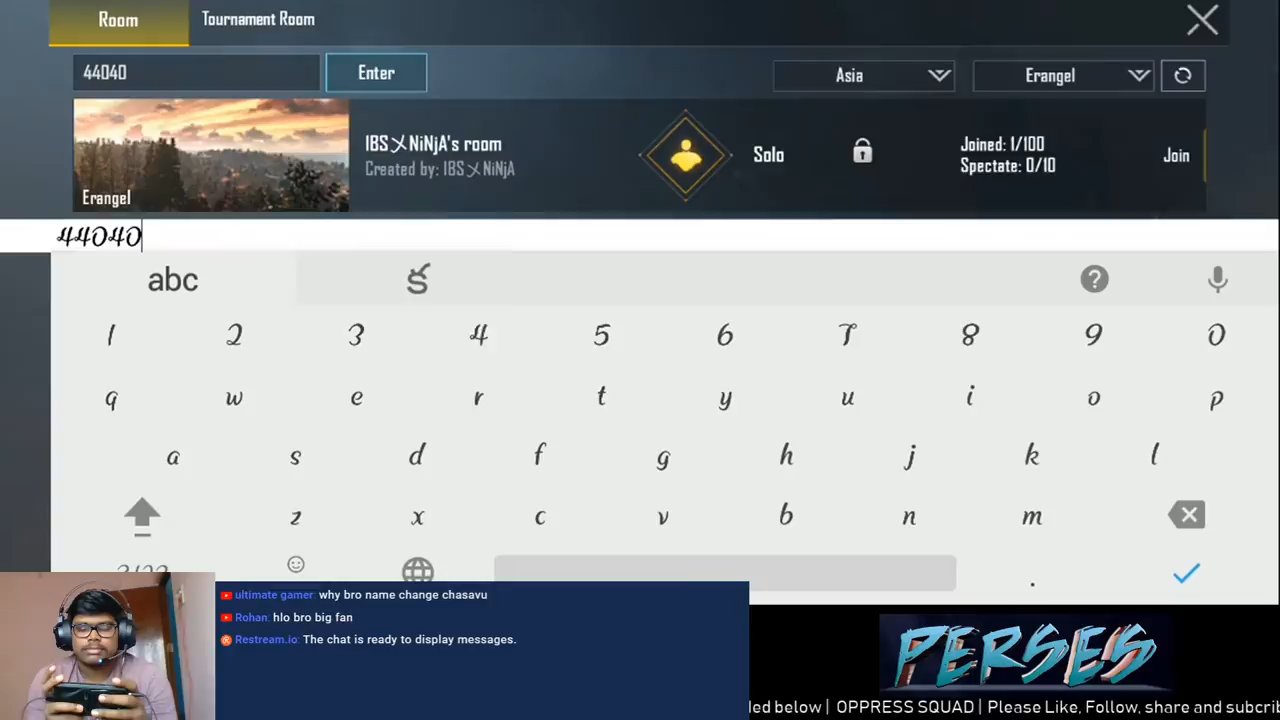 Room
Tournament Room
44040
Enter
Asia
Erangel
Erangel
IBSメNiNjA's room
Created by: IBSメNiNjA
Solo
Joined: 1/100
Spectate: 0/10
Join
44040
abc
క
?
1 2 3 4 5 6 7 8 9 0
q w e r t y u i o p
a s d f g h j k l
z x c v b n m
.
ultimate gamer: why bro name change chasavu
Rohan: hlo bro big fan
Restream.io: The chat is ready to display messages.
PERSES
below | OPPRESS SQUAD | Please Like, Follow, share and